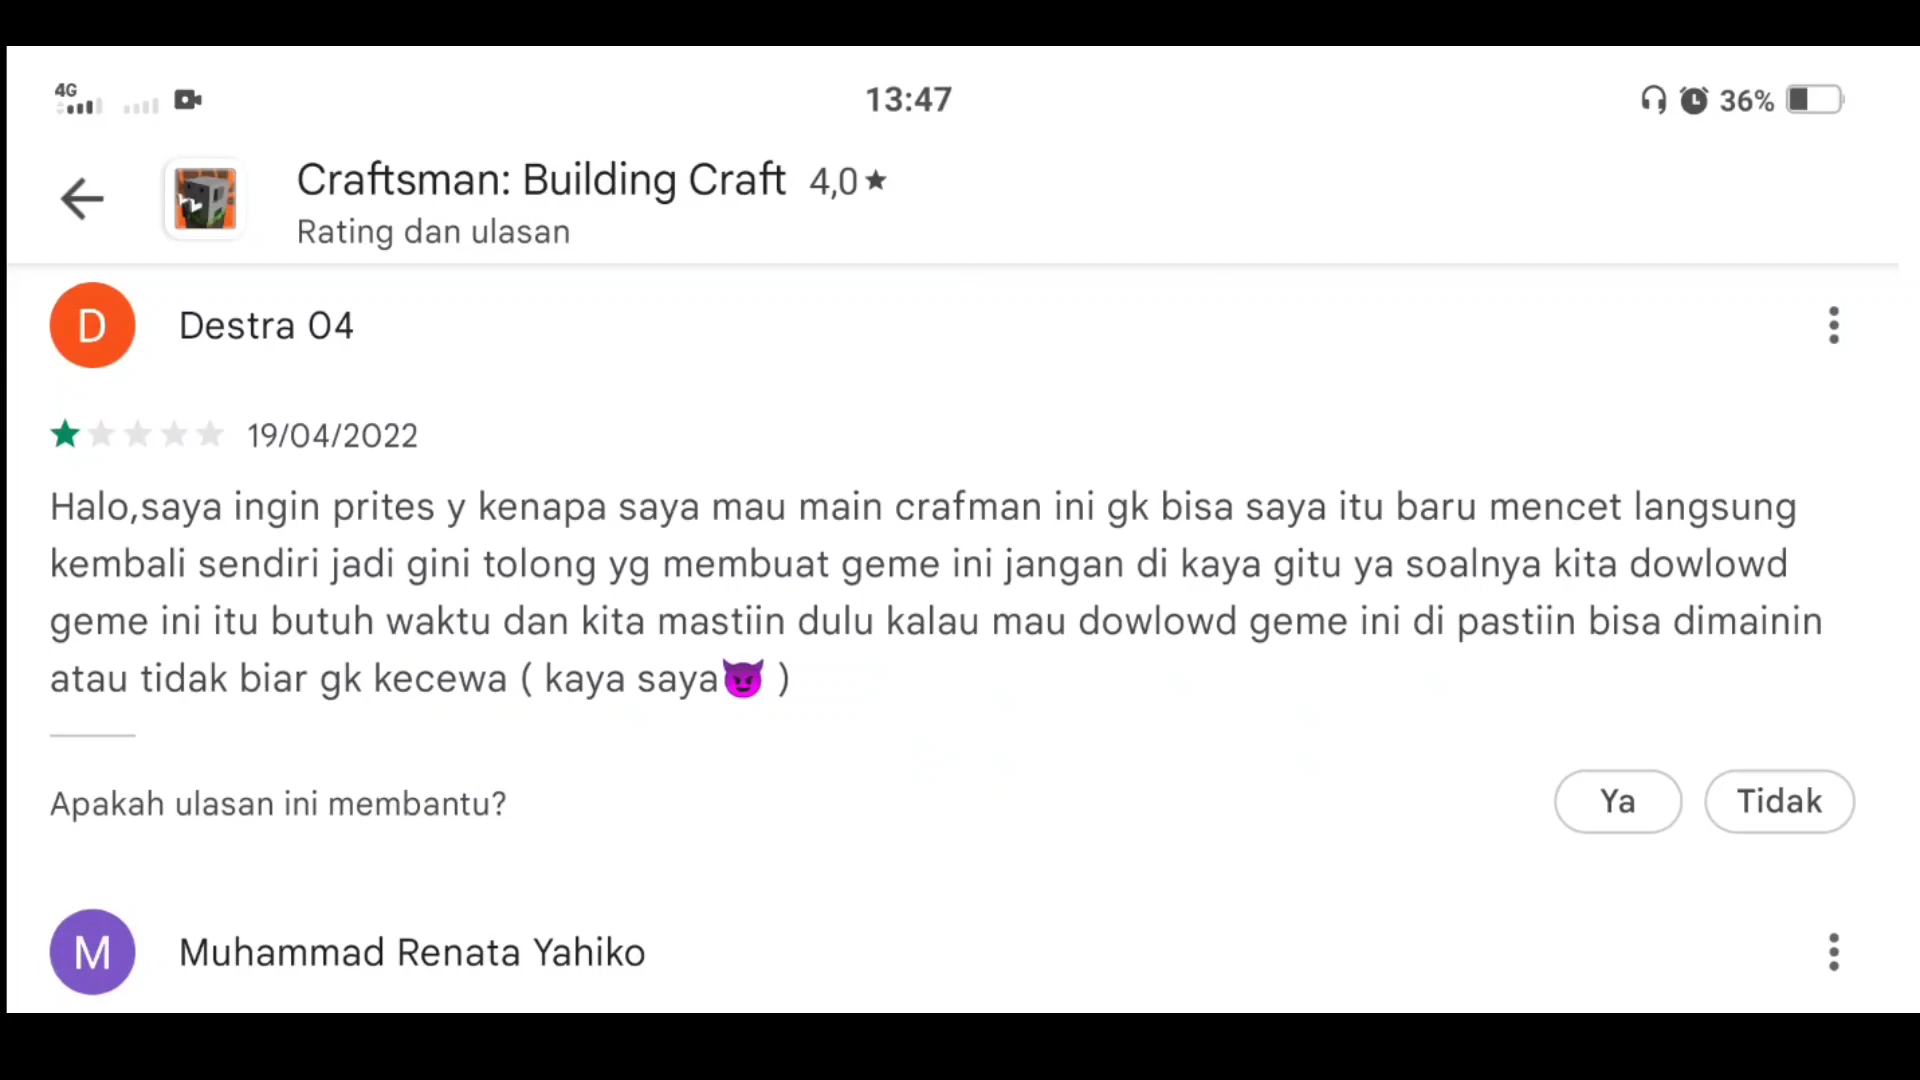 4G
13:47
36%
Craftsman: Building Craft 4,0★
Rating dan ulasan
D
Destra 04
19/04/2022
Halo,saya ingin prites y kenapa saya mau main crafman ini gk bisa saya itu baru mencet langsung
kembali sendiri jadi gini tolong yg membuat geme ini jangan di kaya gitu ya soalnya kita dowlowd
geme ini itu butuh waktu dan kita mastiin dulu kalau mau dowlowd geme ini di pastiin bisa dimainin
atau tidak biar gk kecewa ( kaya saya😈 )
Apakah ulasan ini membantu?
Ya
Tidak
M
Muhammad Renata Yahiko